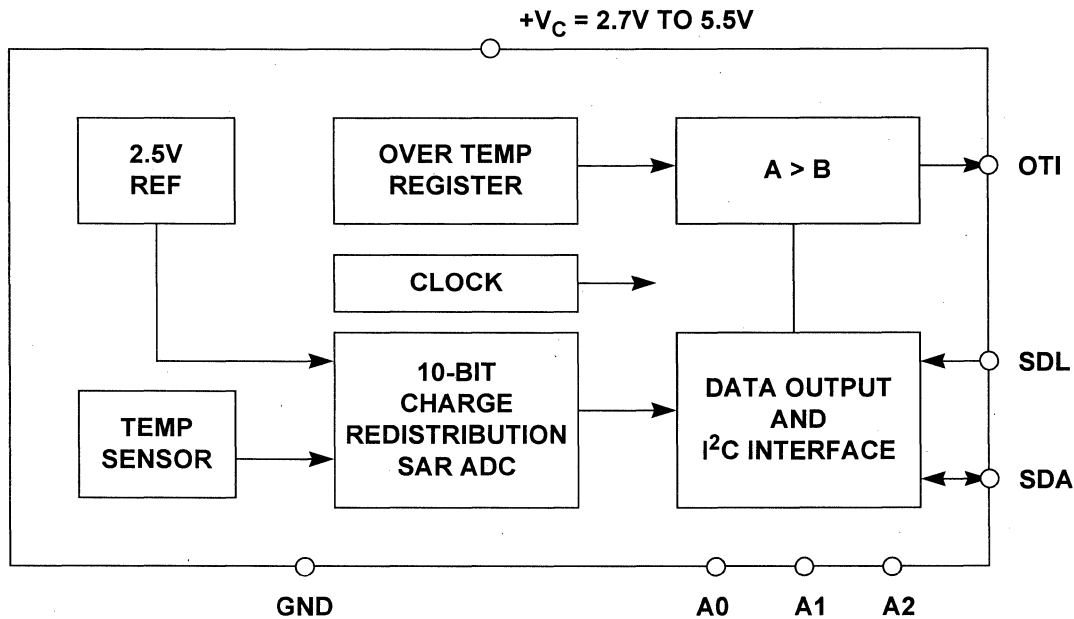 +VC = 2.7V TO 5.5V
2.5V
REF
OVER TEMP
REGISTER
A > B
OTI
CLOCK
10-BIT
CHARGE
REDISTRIBUTION
SAR ADC
DATA OUTPUT
AND
I²C INTERFACE
SDL
TEMP
SENSOR
SDA
GND
A0
A1
A2